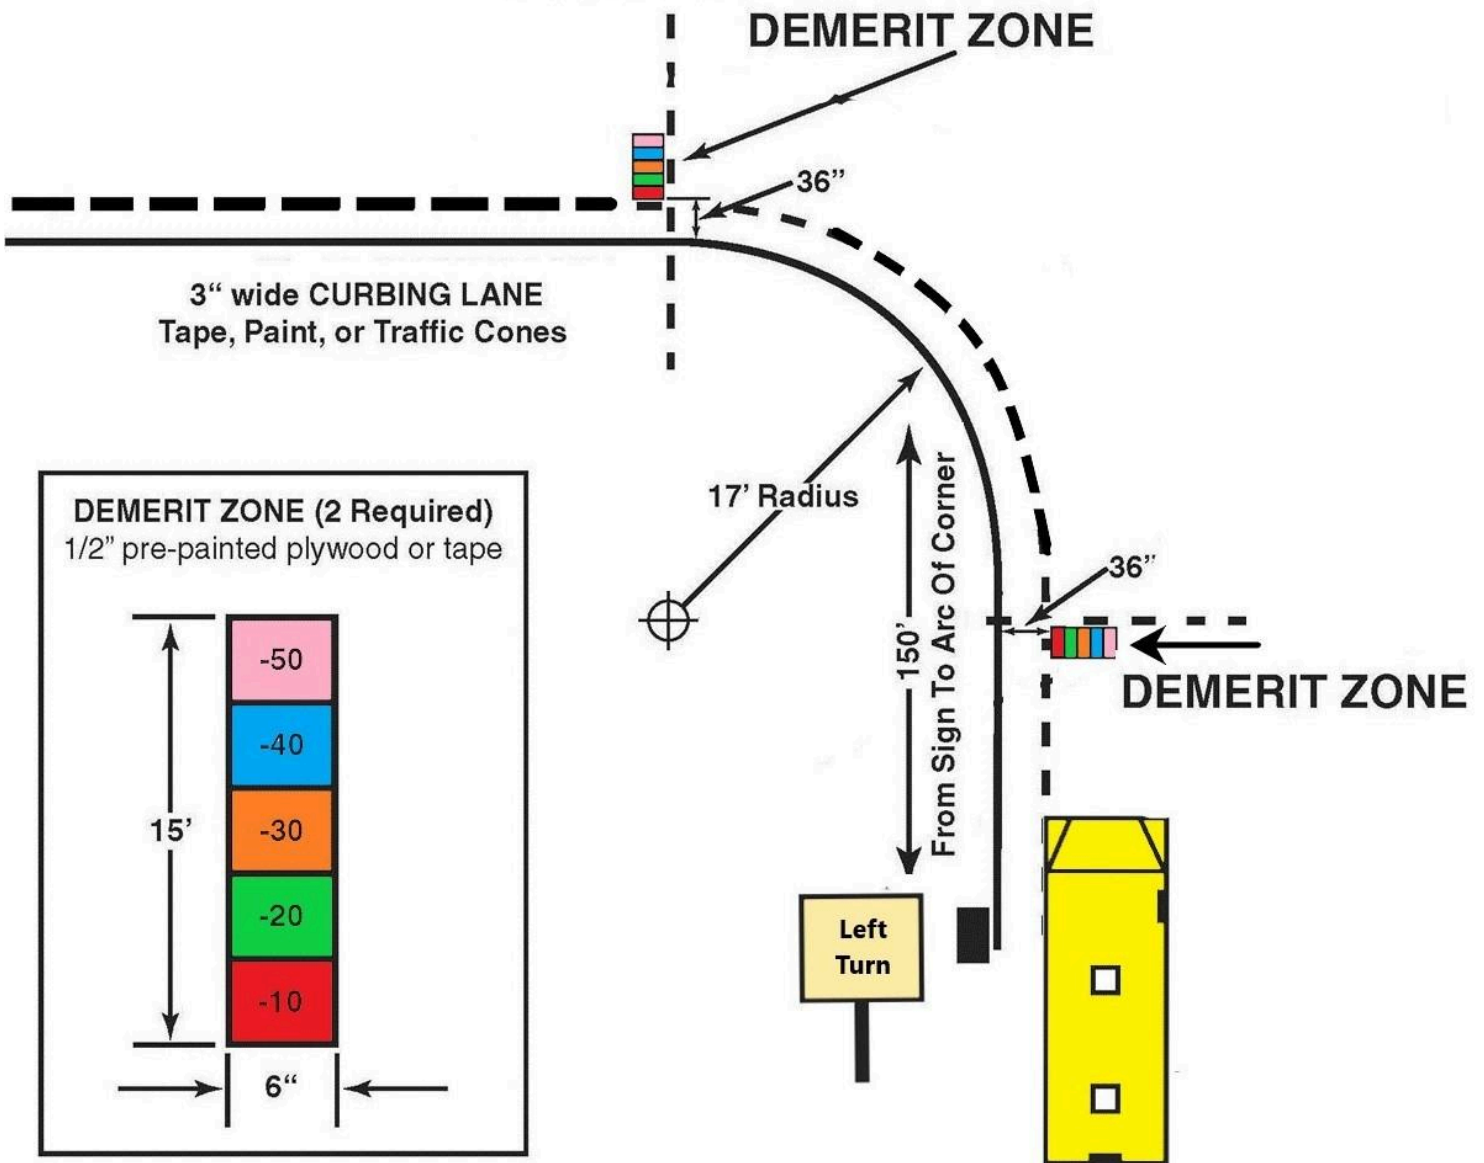 DEMERIT ZONE
36”
3“ wide CURBING LANE
Tape, Paint, or Traffic Cones
17’ Radius
150’
From Sign To Arc Of Corner
36”
DEMERIT ZONE
DEMERIT ZONE (2 Required)
1/2” pre-painted plywood or tape
-50
-40
-30
-20
-10
15’
6“
Left
Turn